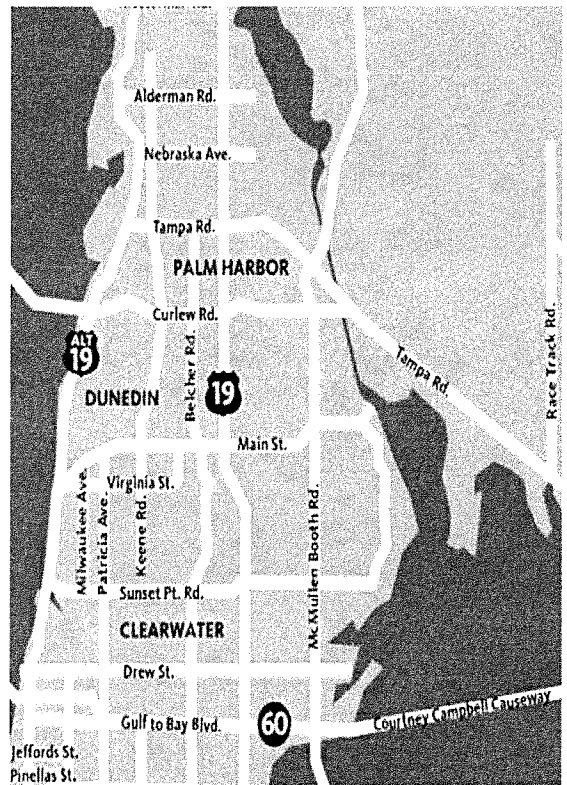 Alderman Rd.
Nebraska Ave.
Tampa Rd.
PALM HARBOR
Curlew Rd.
Race Track Rd.
ALT
19
Belcher Rd.
Tampa Rd.
DUNEDIN
19
Main St.
Virginia St.
Milwaukee Ave.
Patricia Ave.
Keene Rd.
McMullen Booth Rd.
Sunset Pt. Rd.
CLEARWATER
Drew St.
Gulf to Bay Blvd.
60
Courtney Campbell Causeway
Jeffords St.
Pinellas St.